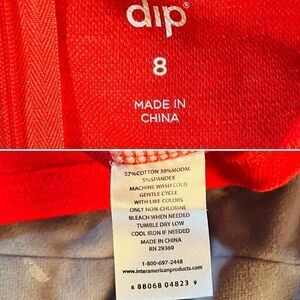 dip
8
MADE IN
CHINA
57%COTTON 38%MODAL
5%SPANDEX
MACHINE WASH COLD
GENTLE CYCLE
WITH LIKE COLORS
ONLY NON-CHLORINE
BLEACH WHEN NEEDED
TUMBLE DRY LOW
COOL IRON IF NEEDED
MADE IN CHINA
RN 29360
1-800-697-2448
www.interamericanproducts.com
8 88068 04823 9